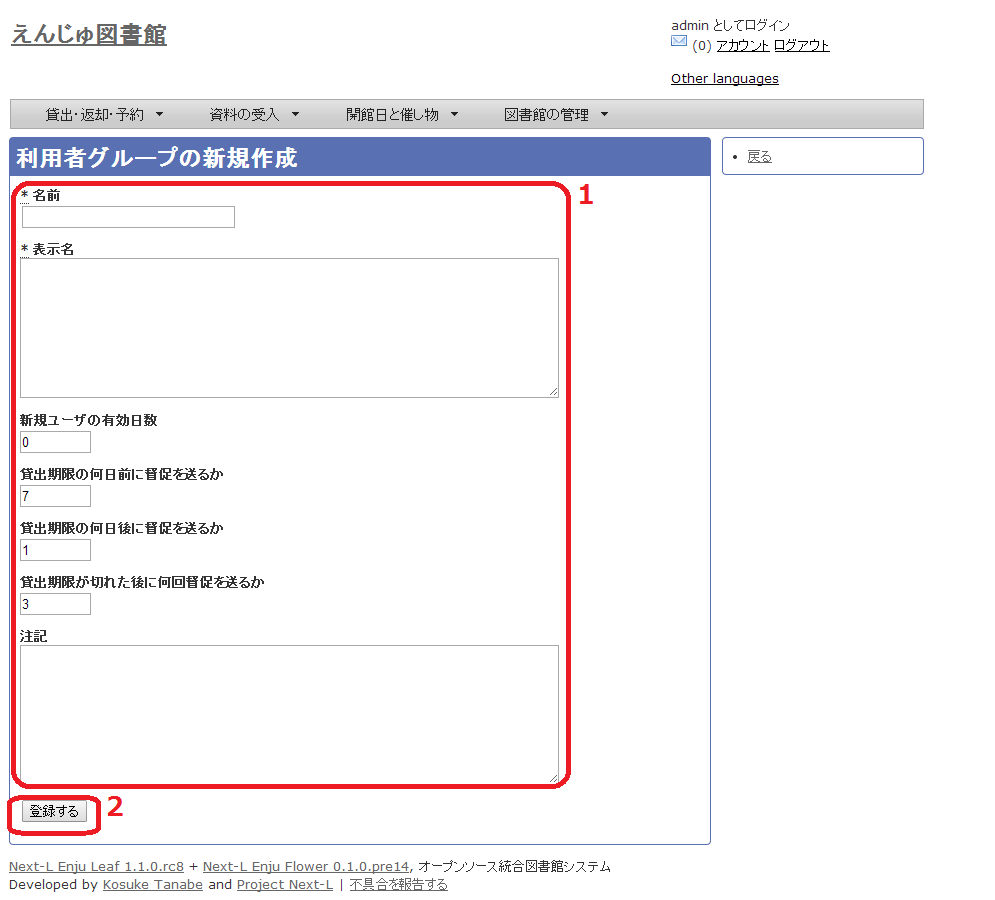 えんじゅ図書館
admin としてログイン
(0) アカウント ログアウト
Other languages
貸出・返却・予約 ▼ 資料の受入 ▼ 開館日と催し物 ▼ 図書館の管理 ▼
利用者グループの新規作成
• 戻る
* 名前
1
* 表示名
新規ユーザの有効日数
0
貸出期限の何日前に督促を送るか
7
貸出期限の何日後に督促を送るか
1
貸出期限が切れた後に何回督促を送るか
3
注記
登録する
2
Next-L Enju Leaf 1.1.0.rc8 + Next-L Enju Flower 0.1.0.pre14, オープンソース統合図書館システム
Developed by Kosuke Tanabe and Project Next-L | 不具合を報告する